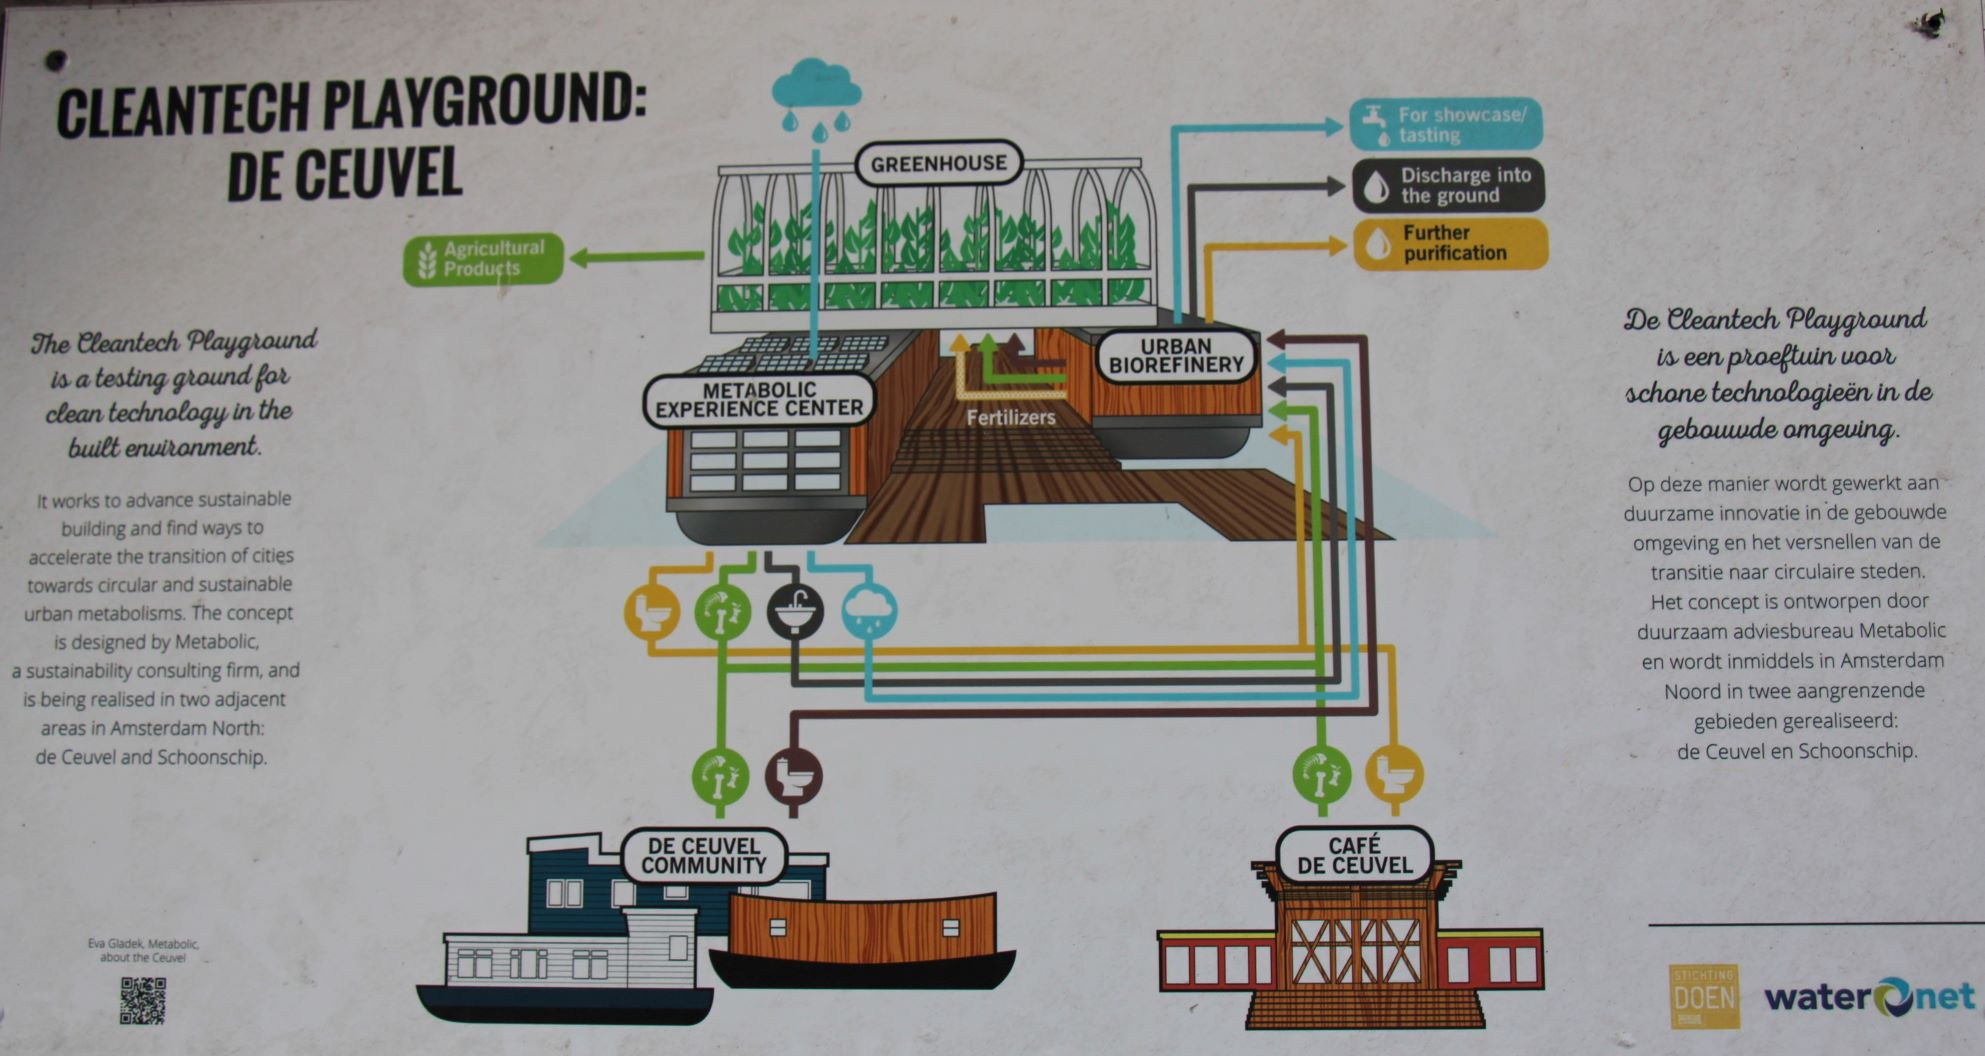 CLEANTECH PLAYGROUND:
DE CEUVEL
The Cleantech Playground
is a testing ground for
clean technology in the
built environment.
It works to advance sustainable
building and find ways to
accelerate the transition of cities
towards circular and sustainable
urban metabolisms. The concept
is designed by Metabolic,
a sustainability consulting firm, and
is being realised in two adjacent
areas in Amsterdam North:
de Ceuvel and Schoonschip.
Eva Gladek, Metabolic,
about the Ceuvel
GREENHOUSE
Agricultural
Products
For showcase/
tasting
Discharge into
the ground
Further
purification
METABOLIC
EXPERIENCE CENTER
URBAN
BIOREFINERY
Fertilizers
DE CEUVEL
COMMUNITY
CAFÉ
DE CEUVEL
De Cleantech Playground
is een proeftuin voor
schone technologieën in de
gebouwde omgeving.
Op deze manier wordt gewerkt aan
duurzame innovatie in de gebouwde
omgeving en het versnellen van de
transitie naar circulaire steden.
Het concept is ontworpen door
duurzaam adviesbureau Metabolic
en wordt inmiddels in Amsterdam
Noord in twee aangrenzende
gebieden gerealiseerd:
de Ceuvel en Schoonschip.
STICHTING
DOEN
waternet